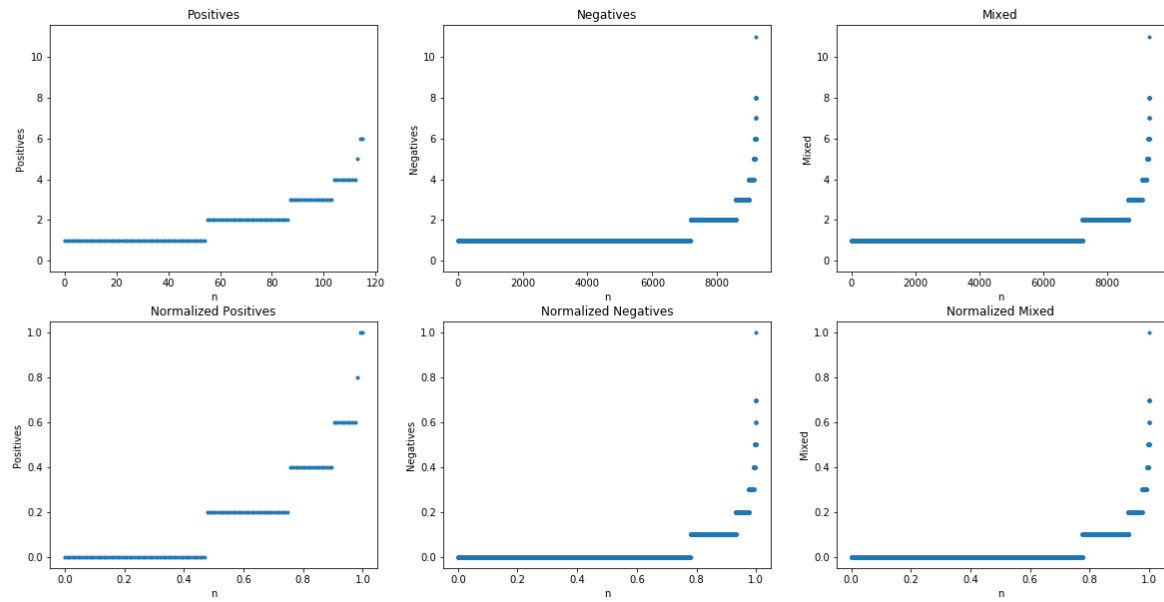 Positives
Negatives
Mixed
10
8
6
4
2
0
Positives
0 20 40 60 80 100 120
n
10
8
6
4
2
0
Negatives
0 2000 4000 6000 8000
n
10
8
6
4
2
0
Mixed
0 2000 4000 6000 8000
n
Normalized Positives
Normalized Negatives
Normalized Mixed
1.0
0.8
0.6
0.4
0.2
0.0
Positives
0.0 0.2 0.4 0.6 0.8 1.0
n
1.0
0.8
0.6
0.4
0.2
0.0
Negatives
0.0 0.2 0.4 0.6 0.8 1.0
n
1.0
0.8
0.6
0.4
0.2
0.0
Mixed
0.0 0.2 0.4 0.6 0.8 1.0
n